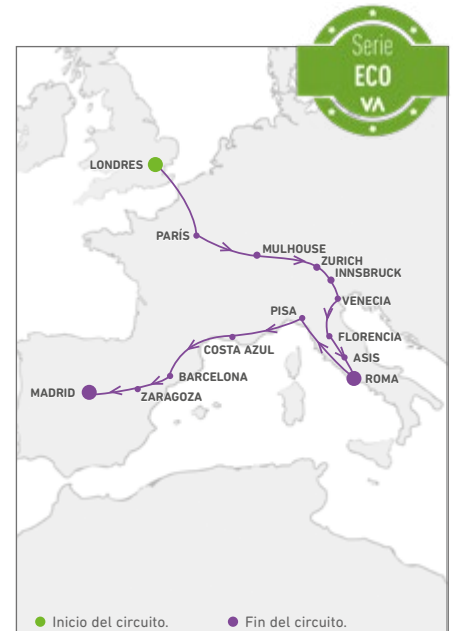 Serie
ECO
VA
LONDRES
PARÍS
MULHOUSE
ZURICH
INNSBRUCK
VENECIA
PISA
FLORENCIA
COSTA AZUL
ASIS
BARCELONA
ROMA
MADRID
ZARAGOZA
Inicio del circuito.
Fin del circuito.